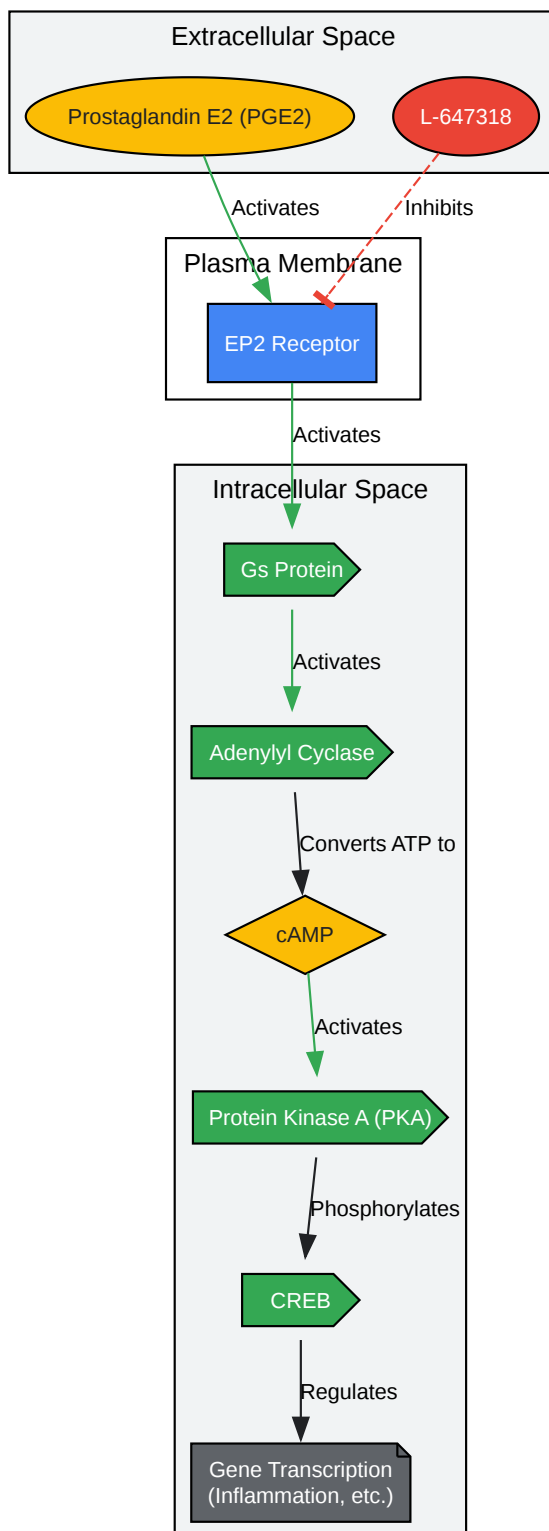 Extracellular Space
Prostaglandin E2 (PGE2)
L-647318
Activates
Inhibits
Plasma Membrane
EP2 Receptor
Activates
Intracellular Space
Gs Protein
Activates
Adenylyl Cyclase
Converts ATP to
cAMP
Activates
Protein Kinase A (PKA)
Phosphorylates
CREB
Regulates
Gene Transcription
(Inflammation, etc.)